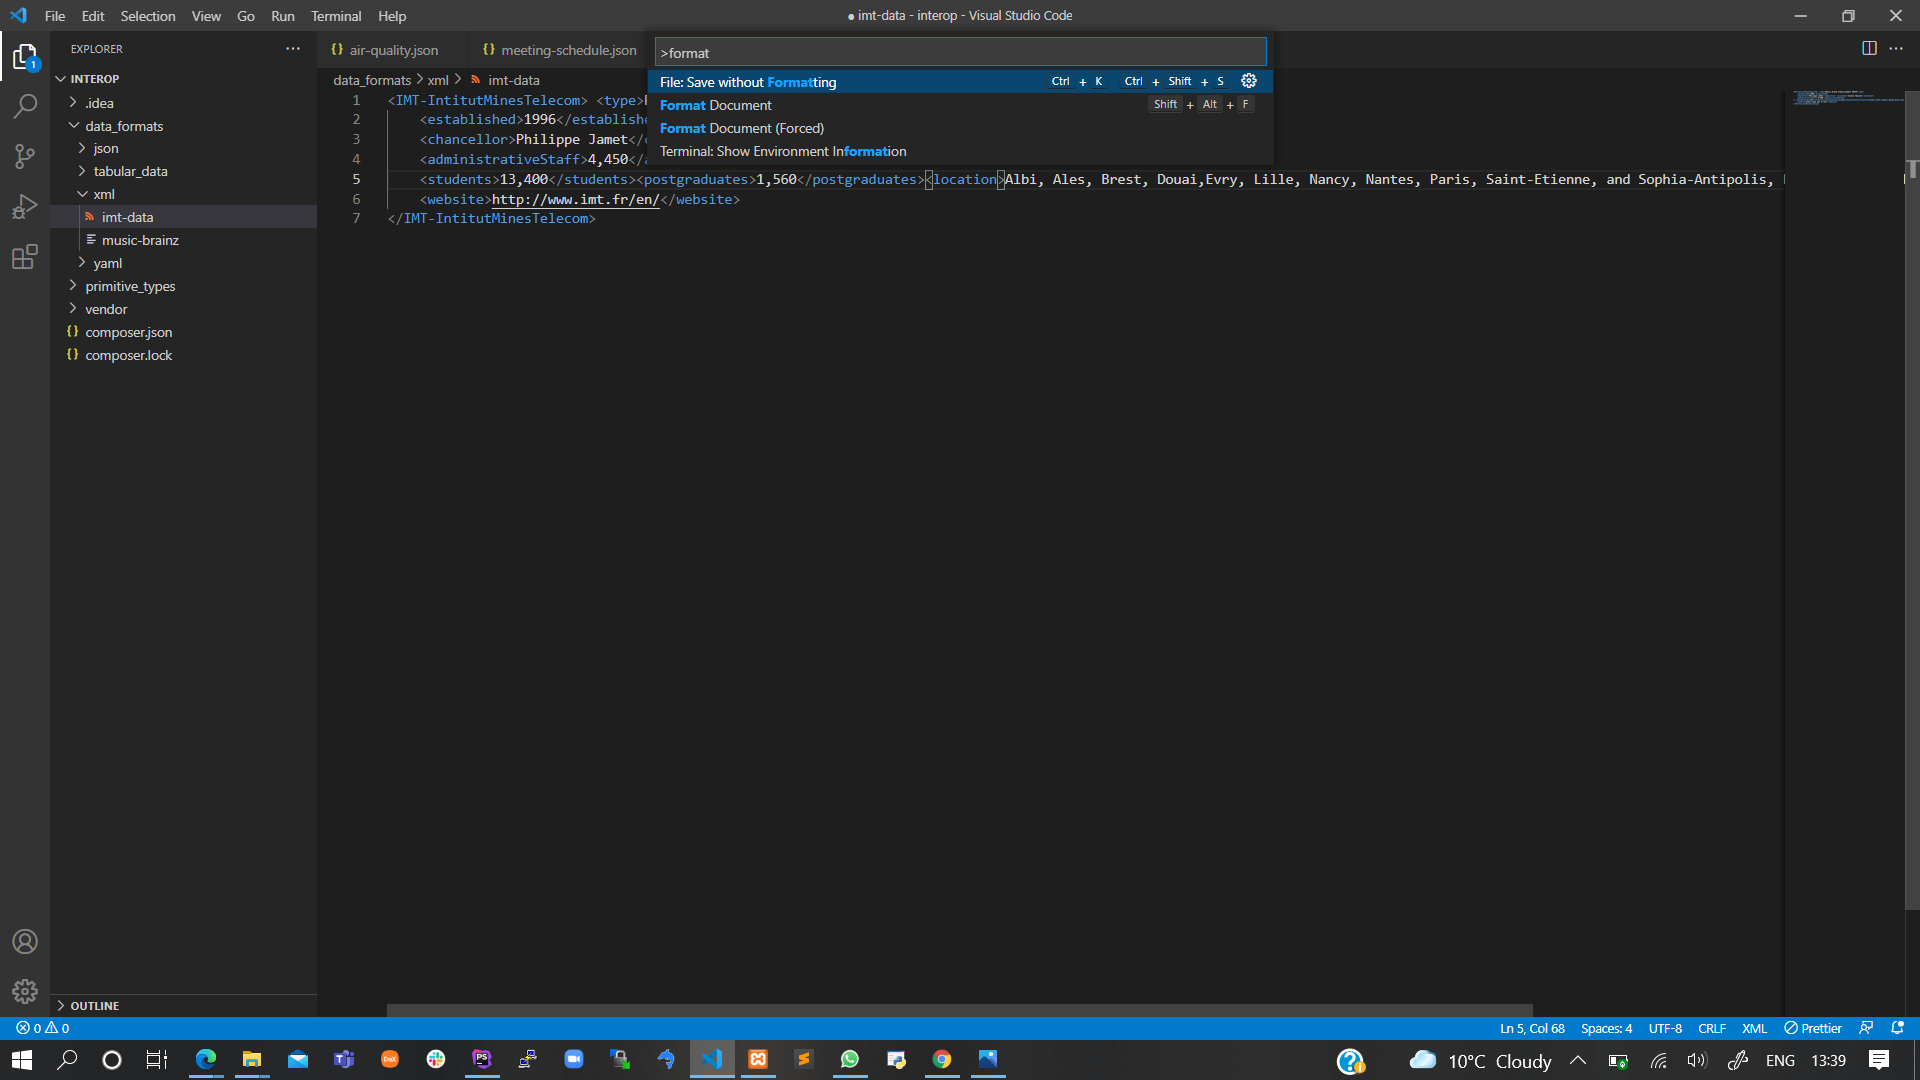 File Edit Selection View Go Run Terminal Help
● imt-data - interop - Visual Studio Code
EXPLORER
1
INTEROP
.idea
data_formats
json
tabular_data
xml
imt-data
music-brainz
yaml
primitive_types
vendor
composer.json
composer.lock
OUTLINE
air-quality.json
meeting-schedule.json
>format
File: Save without Formatting Ctrl + K Ctrl + Shift + S
Format Document Shift + Alt + F
Format Document (Forced)
Terminal: Show Environment Information
data_formats > xml > imt-data
1 <IMT-IntitutMinesTelecom> <type>
2 <established>1996</establishe
3 <chancellor>Philippe Jamet</
4 <administrativeStaff>4,450</
5 <students>13,400</students><postgraduates>1,560</postgraduates><location>Albi, Ales, Brest, Douai,Evry, Lille, Nancy, Nantes, Paris, Saint-Etienne, and Sophia-Antipolis,
6 <website>http://www.imt.fr/en/</website>
7 </IMT-IntitutMinesTelecom>
0 0
Ln 5, Col 68 Spaces: 4 UTF-8 CRLF XML Prettier
10°C Cloudy ENG 13:39